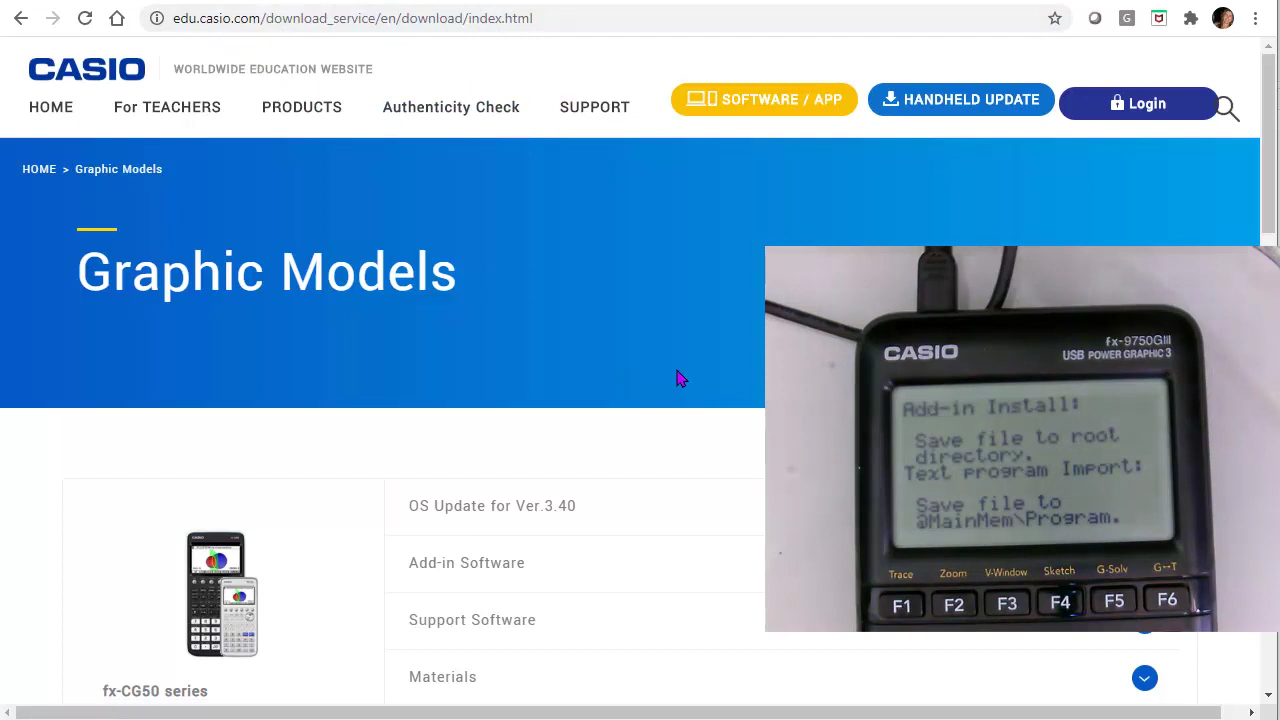 edu.casio.com/download_service/en/download/index.html
CASIO
WORLDWIDE EDUCATION WEBSITE
HOME
For TEACHERS
PRODUCTS
Authenticity Check
SUPPORT
SOFTWARE / APP
HANDHELD UPDATE
Login
HOME > Graphic Models
Graphic Models
OS Update for Ver.3.40
Add-in Software
Support Software
Materials
fx-CG50 series
CASIO
fx-9750GIII
USB POWER GRAPHIC 3
Add-in Install:
Save file to root
directory.
Text program Import:
Save file to
@MainMem\Program.
Trace
Zoom
V-Window
Sketch
G-Solv
G↔T
F1
F2
F3
F4
F5
F6